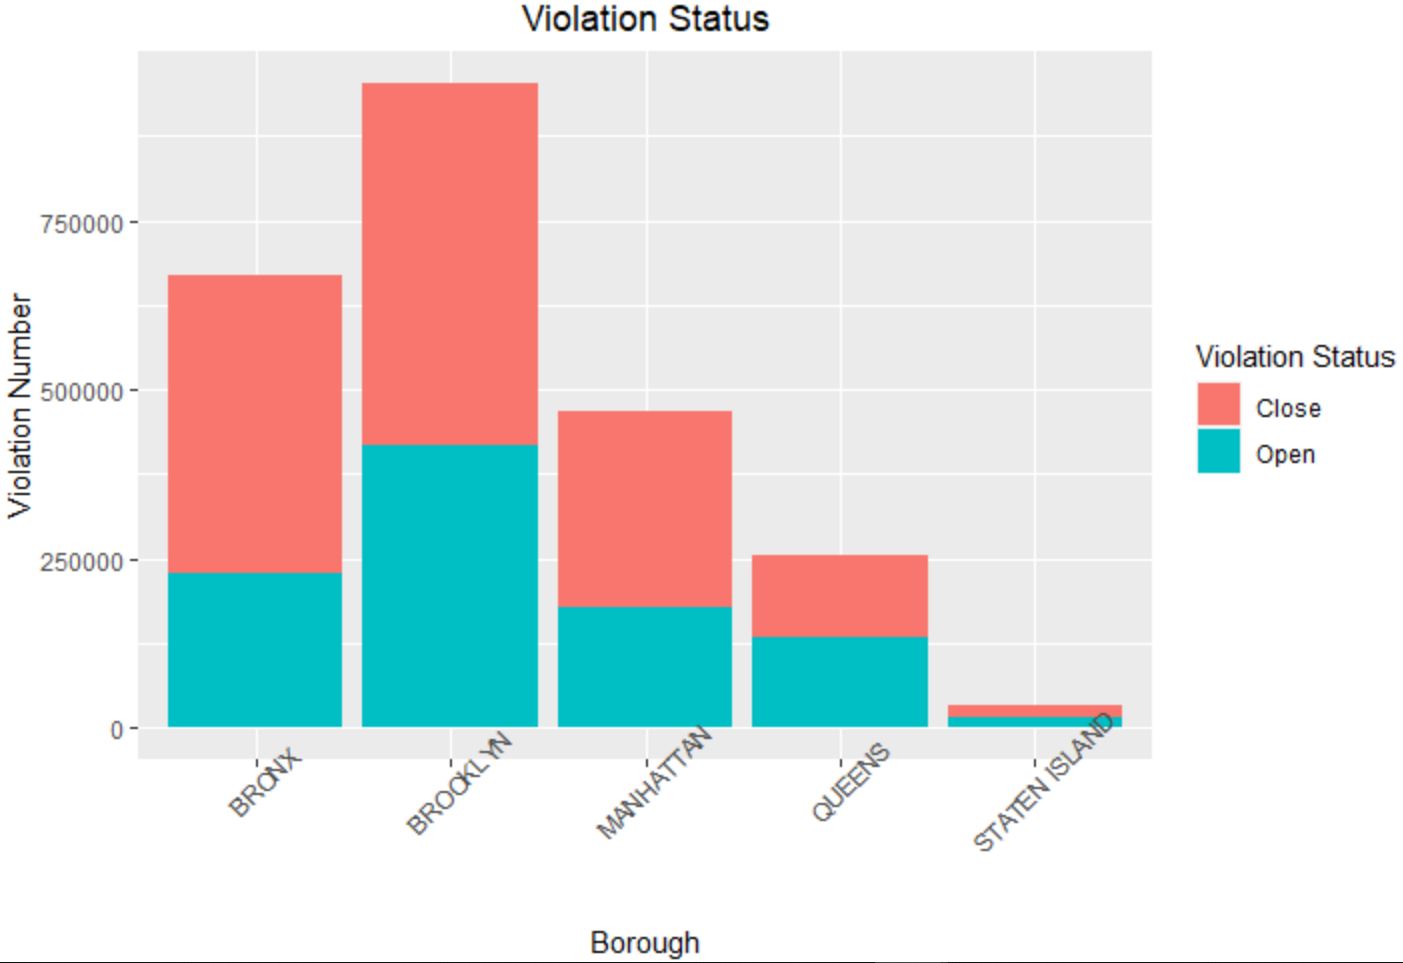 Violation Status
Violation Number
750000
500000
250000
0
BRONX
BROOKLYN
MANHATTAN
QUEENS
STATEN ISLAND
Borough
Violation Status
Close
Open